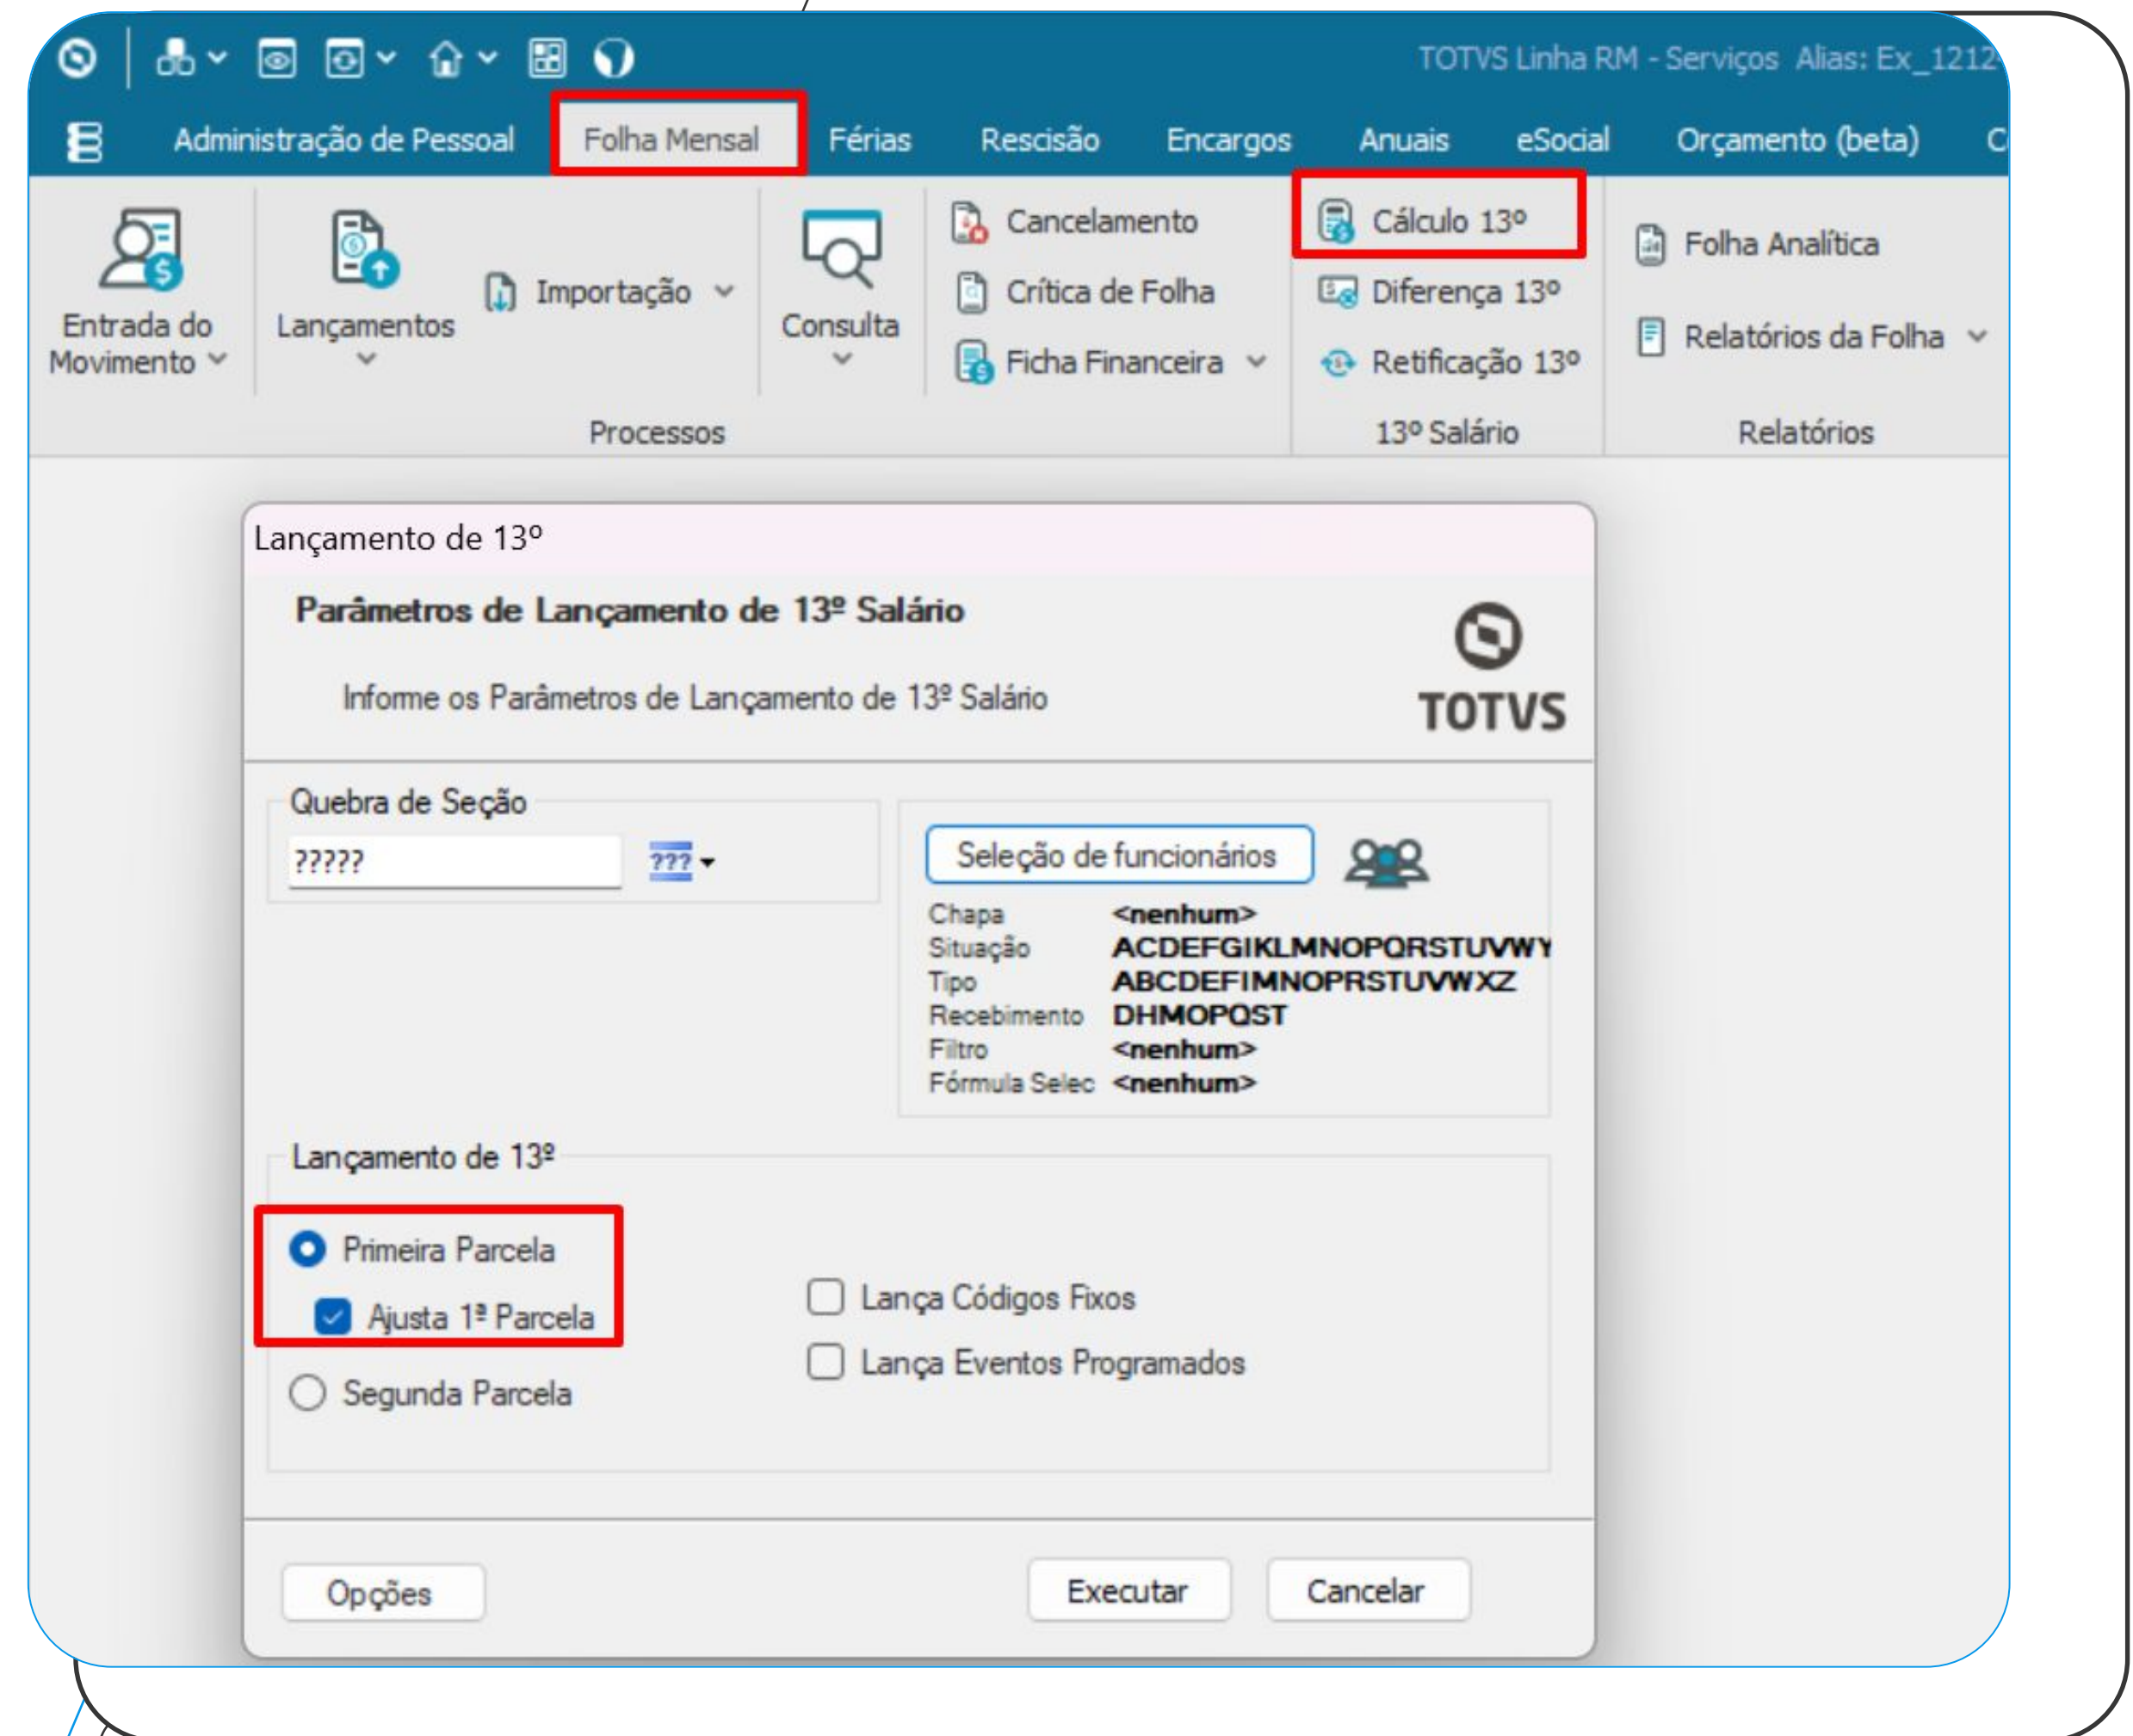 TOTVS Linha RM - Serviços Alias: Ex_1212
Administração de Pessoal Folha Mensal Férias Rescisão Encargos Anuais eSocial Orçamento (beta) C
Entrada do
Movimento
Lançamentos
Importação
Consulta
Cancelamento
Crítica de Folha
Ficha Financeira
Processos
Cálculo 13º
Diferença 13º
Retificação 13º
13º Salário
Folha Analítica
Relatórios da Folha
Relatórios
Lançamento de 13º
Parâmetros de Lançamento de 13º Salário
Informe os Parâmetros de Lançamento de 13º Salário
TOTVS
Quebra de Seção
?????
???
Seleção de funcionários
Chapa <nenhum>
Situação ACDEFGIKLMNOPQRSTUVWY
Tipo ABCDEFIMNOPRSTUVWXZ
Recebimento DHMOPQST
Filtro <nenhum>
Fórmula Selec <nenhum>
Lançamento de 13º
Primeira Parcela
Ajusta 1ª Parcela
Segunda Parcela
Lança Códigos Fixos
Lança Eventos Programados
Opções
Executar
Cancelar